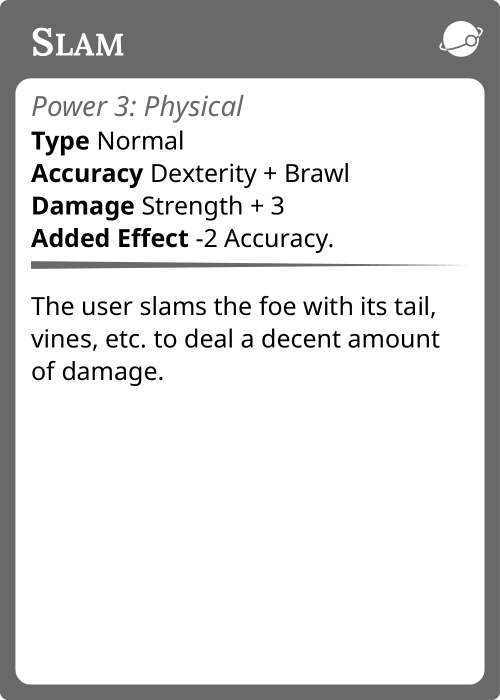 Slam
Power 3: Physical
Type Normal
Accuracy Dexterity + Brawl
Damage Strength + 3
Added Effect -2 Accuracy.
The user slams the foe with its tail,
vines, etc. to deal a decent amount
of damage.